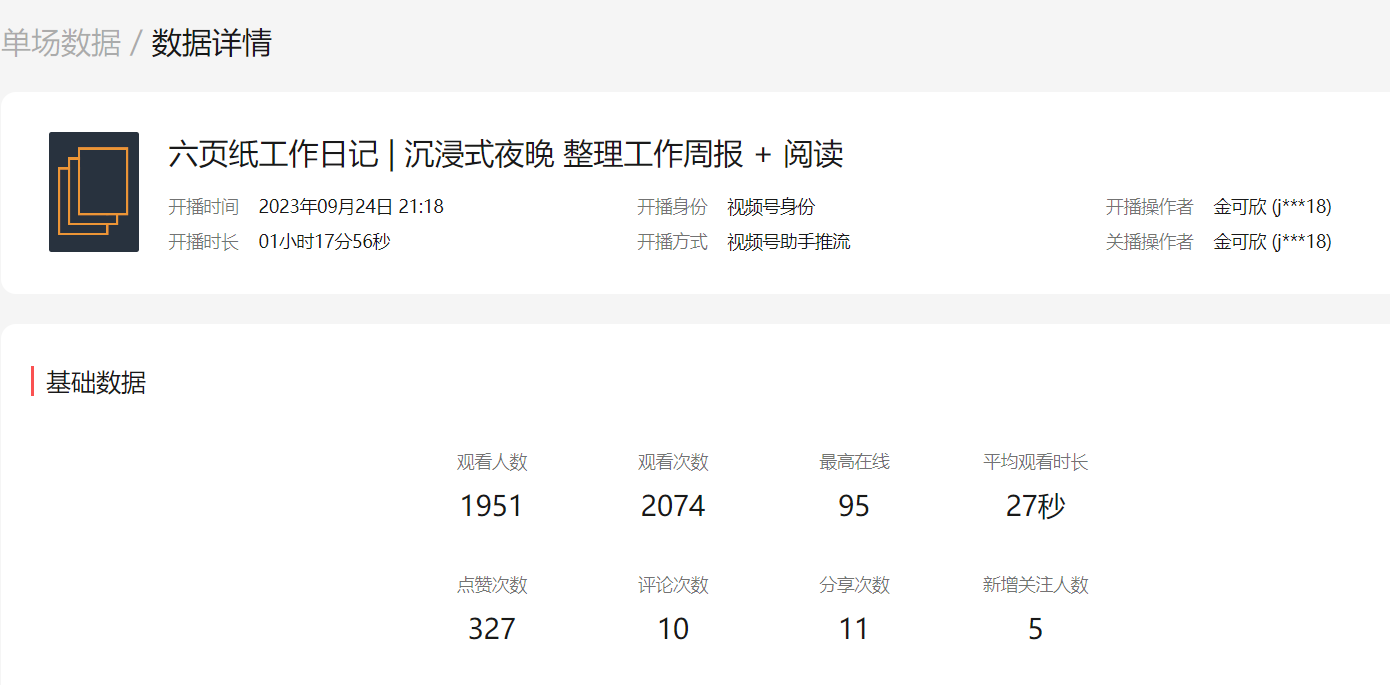 单场数据 / 数据详情
六页纸工作日记 | 沉浸式夜晚 整理工作周报 + 阅读
开播时间 2023年09月24日 21:18 开播身份 视频号身份 开播操作者 金可欣 (j***18)
开播时长 01小时17分56秒 开播方式 视频号助手推流 关播操作者 金可欣 (j***18)
基础数据
观看人数 观看次数 最高在线 平均观看时长
1951 2074 95 27秒
点赞次数 评论次数 分享次数 新增关注人数
327 10 11 5